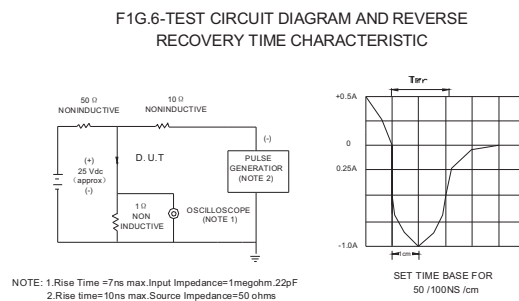 F1G.6-TEST CIRCUIT DIAGRAM AND REVERSE
RECOVERY TIME CHARACTERISTIC
50 Ω
NONINDUCTIVE
10 Ω
NONINDUCTIVE
(+)
25 Vdc
(approx)
(-)
D. U.T
(-)
PULSE
GENERATIOR
(NOTE 2)
1 Ω
NON
INDUCTIVE
OSCILLOSCOPE
(NOTE 1)
NOTE: 1.Rise Time =7ns max.Input Impedance=1megohm.22pF
2.Rise time=10ns max.Source Impedance=50 ohms
Trr
+0.5A
0
0.25A
-1.0A
1cm
SET TIME BASE FOR
50 /100NS /cm